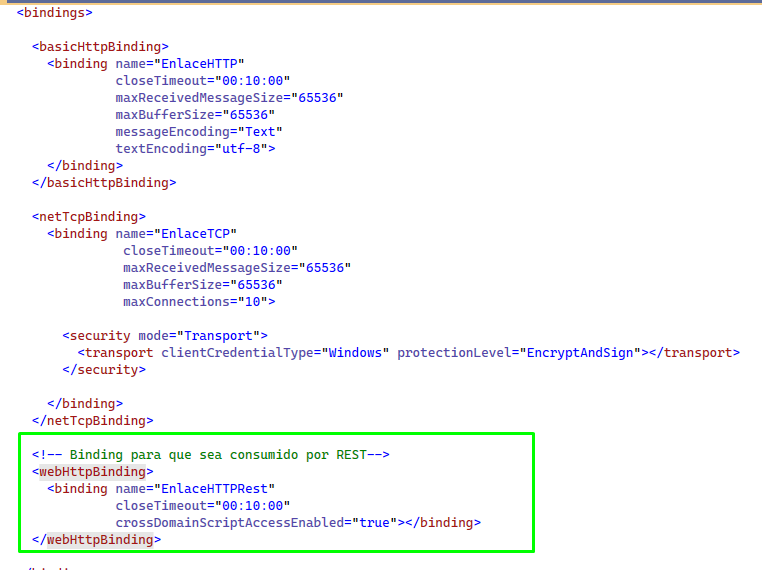 <bindings>
<basicHttpBinding>
<binding name="EnlaceHTTP"
closeTimeout="00:10:00"
maxReceivedMessageSize="65536"
maxBufferSize="65536"
messageEncoding="Text"
textEncoding="utf-8">
</binding>
</basicHttpBinding>
<netTcpBinding>
<binding name="EnlaceTCP"
closeTimeout="00:10:00"
maxReceivedMessageSize="65536"
maxBufferSize="65536"
maxConnections="10">
<security mode="Transport">
<transport clientCredentialType="Windows" protectionLevel="EncryptAndSign"></transport>
</security>
</binding>
</netTcpBinding>
<!-- Binding para que sea consumido por REST-->
<webHttpBinding>
<binding name="EnlaceHTTPRest"
closeTimeout="00:10:00"
crossDomainScriptAccessEnabled="true"></binding>
</webHttpBinding>